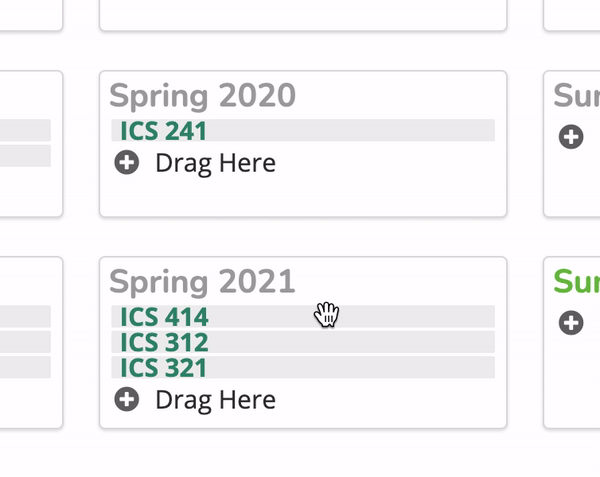 Spring 2020
ICS 241
Drag Here
Spring 2021
ICS 414
ICS 312
ICS 321
Drag Here